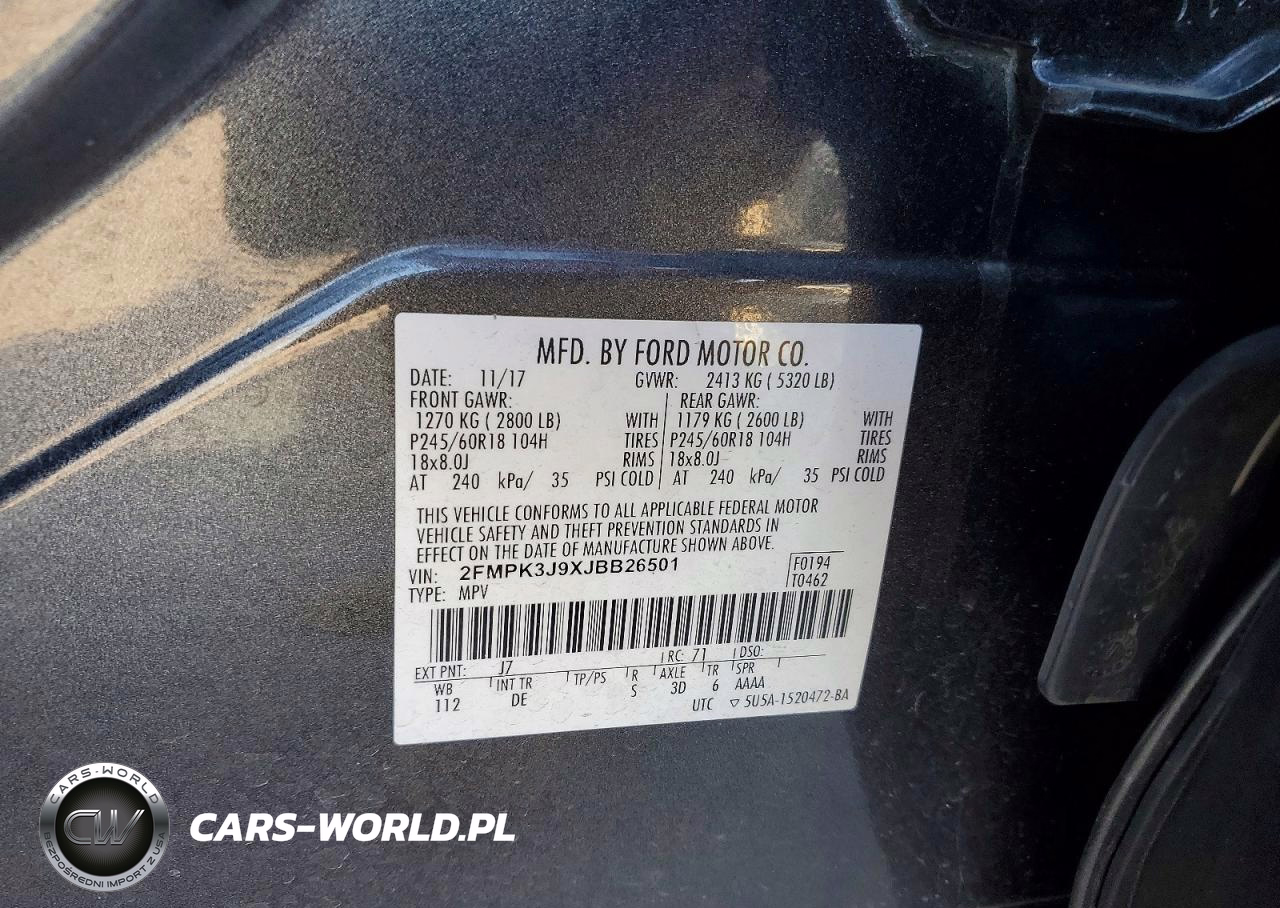 MFD. BY FORD MOTOR CO.
DATE: 11/17 GVWR: 2413 KG ( 5320 LB)
FRONT GAWR: REAR GAWR:
1270 KG ( 2800 LB) WITH 1179 KG ( 2600 LB) WITH
P245/60R18 104H TIRES P245/60R18 104H TIRES
18x8.0J RIMS 18x8.0J RIMS
AT 240 kPa/ 35 PSI COLD AT 240 kPa/ 35 PSI COLD
THIS VEHICLE CONFORMS TO ALL APPLICABLE FEDERAL MOTOR
VEHICLE SAFETY AND THEFT PREVENTION STANDARDS IN
EFFECT ON THE DATE OF MANUFACTURE SHOWN ABOVE.
VIN: 2FMPK3J9XJBB26501 F0194
TYPE: MPV T0462
EXT PNT: J7 RC: 71 DSO:
WB INT TR TP/PS R AXLE TR SPR
112 DE S 3D 6 AAAA
UTC ▽ 5U5A-1520472-BA
CARS-WORLD
CW
BEZPOŚREDNI IMPORT Z USA
CARS-WORLD.PL